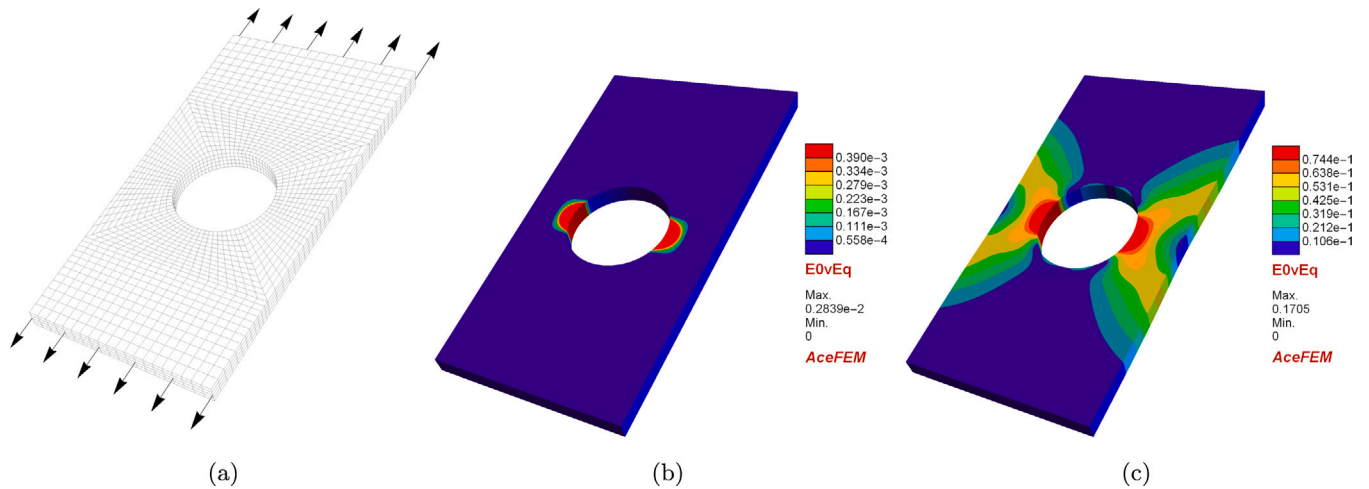 0.390e-3
0.334e-3
0.279e-3
0.223e-3
0.167e-3
0.111e-3
0.558e-4
E0vEq
Max.
0.2839e-2
Min.
0
AceFEM
0.744e-1
0.638e-1
0.531e-1
0.425e-1
0.319e-1
0.212e-1
0.106e-1
E0vEq
Max.
0.1705
Min.
0
AceFEM
(a)
(b)
(c)